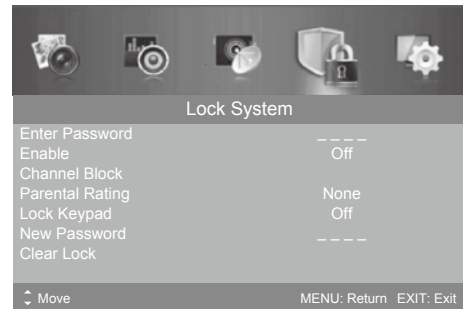 Lock System
Enter Password _ _ _ _
Enable Off
Channel Block
Parental Rating None
Lock Keypad Off
New Password _ _ _ _
Clear Lock
Move MENU: Return EXIT: Exit